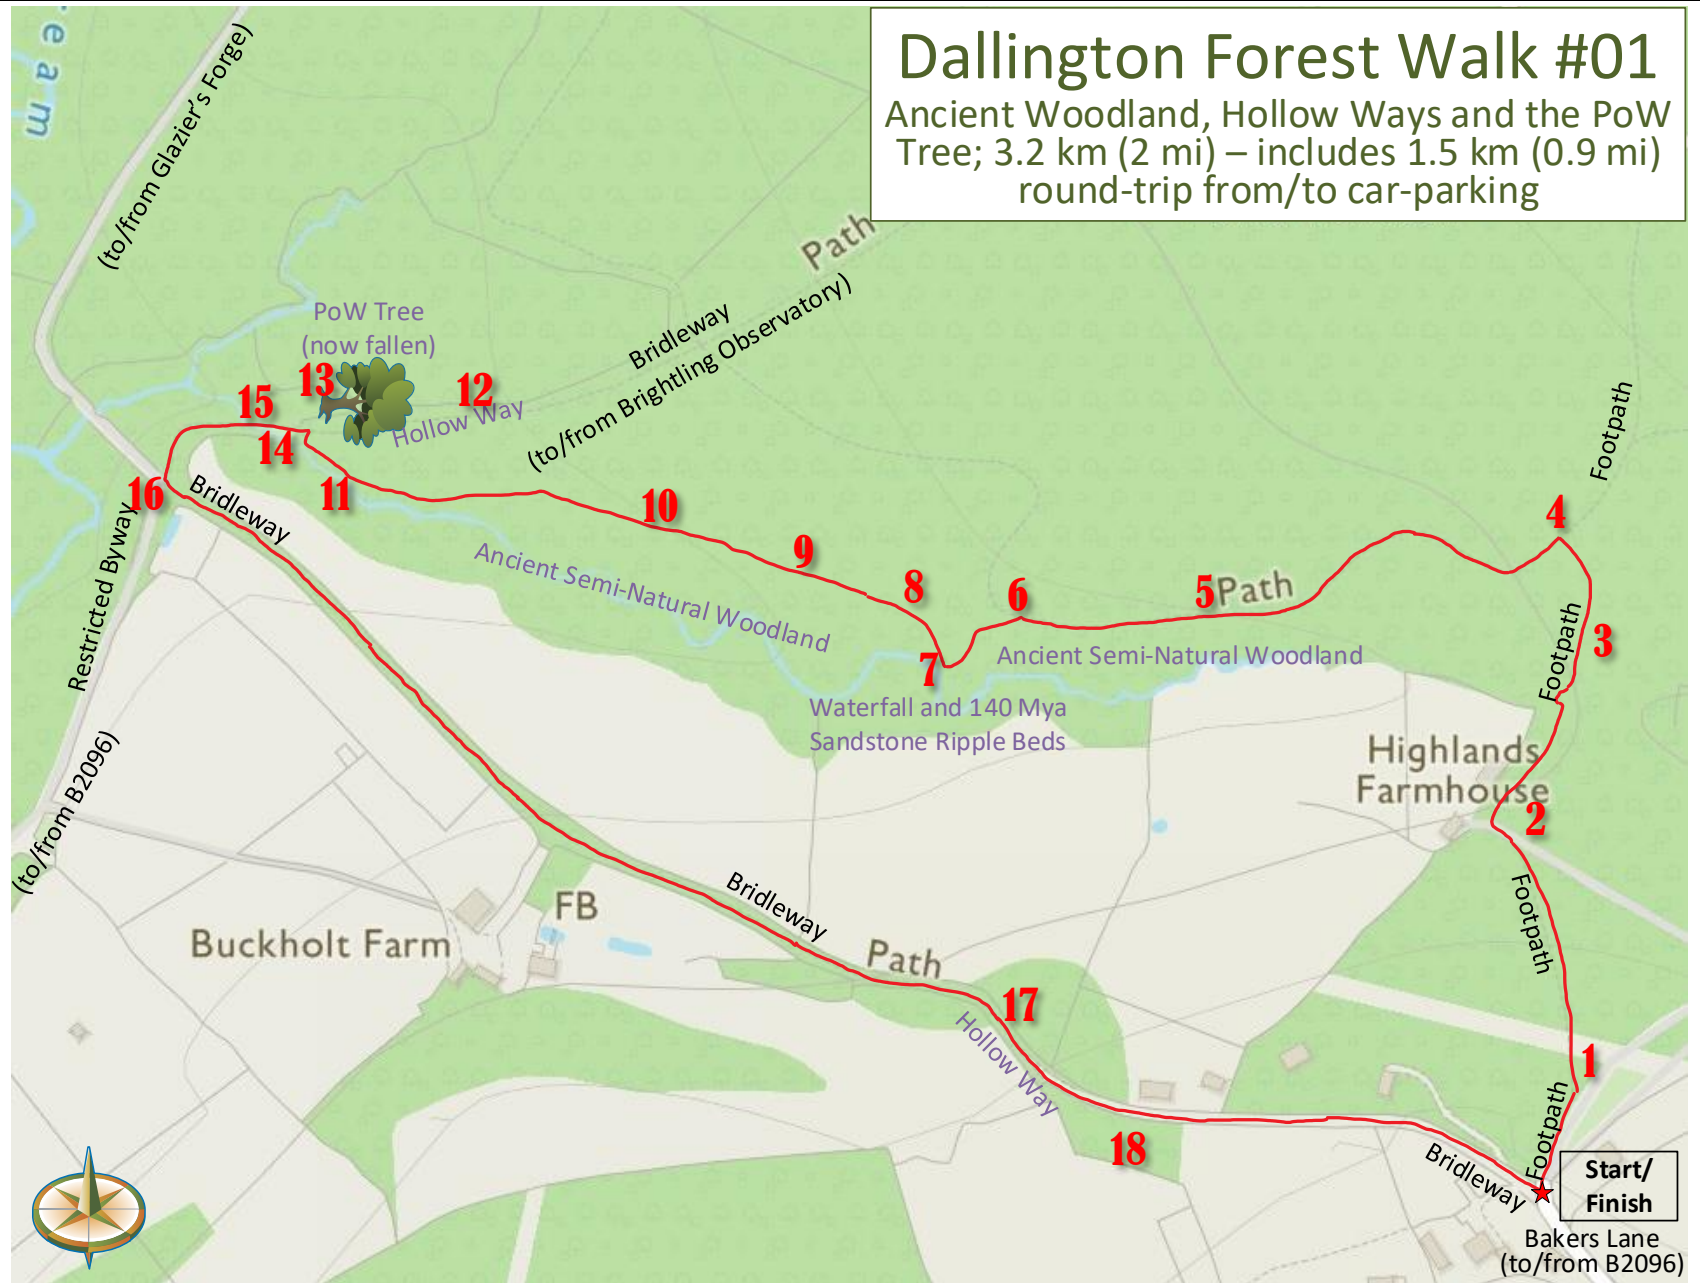 Dallington Forest Walk #01
Ancient Woodland, Hollow Ways and the PoW
Tree; 3.2 km (2 mi) – includes 1.5 km (0.9 mi)
round-trip from/to car-parking
eam
(to/from Glazier's Forge)
Path
Bridleway
(to/from Brightling Observatory)
PoW Tree
(now fallen)
13
12
15
Hollow Way
14
11
16
Bridleway
Restricted Byway
(to/from B2096)
10
9
8
7
6
5
Path
4
Footpath
3
Footpath
Ancient Semi-Natural Woodland
Ancient Semi-Natural Woodland
Waterfall and 140 Mya
Sandstone Ripple Beds
Highlands
Farmhouse
2
Footpath
Bridleway
FB
Buckholt Farm
Path
17
Hollow Way
18
1
Footpath
Bridleway
Start/
Finish
Bakers Lane
(to/from B2096)